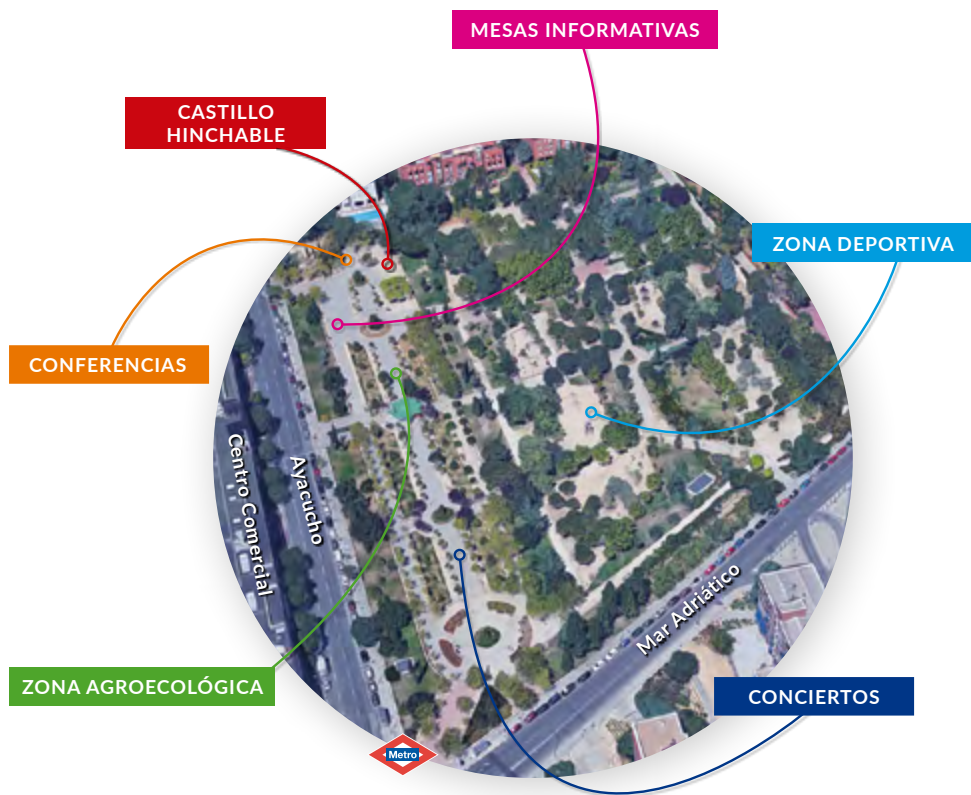 MESAS INFORMATIVAS
CASTILLO
HINCHABLE
ZONA DEPORTIVA
CONFERENCIAS
Centro Comercial
Ayacucho
Mar Adriático
ZONA AGROECOLÓGICA
CONCIERTOS
Metro